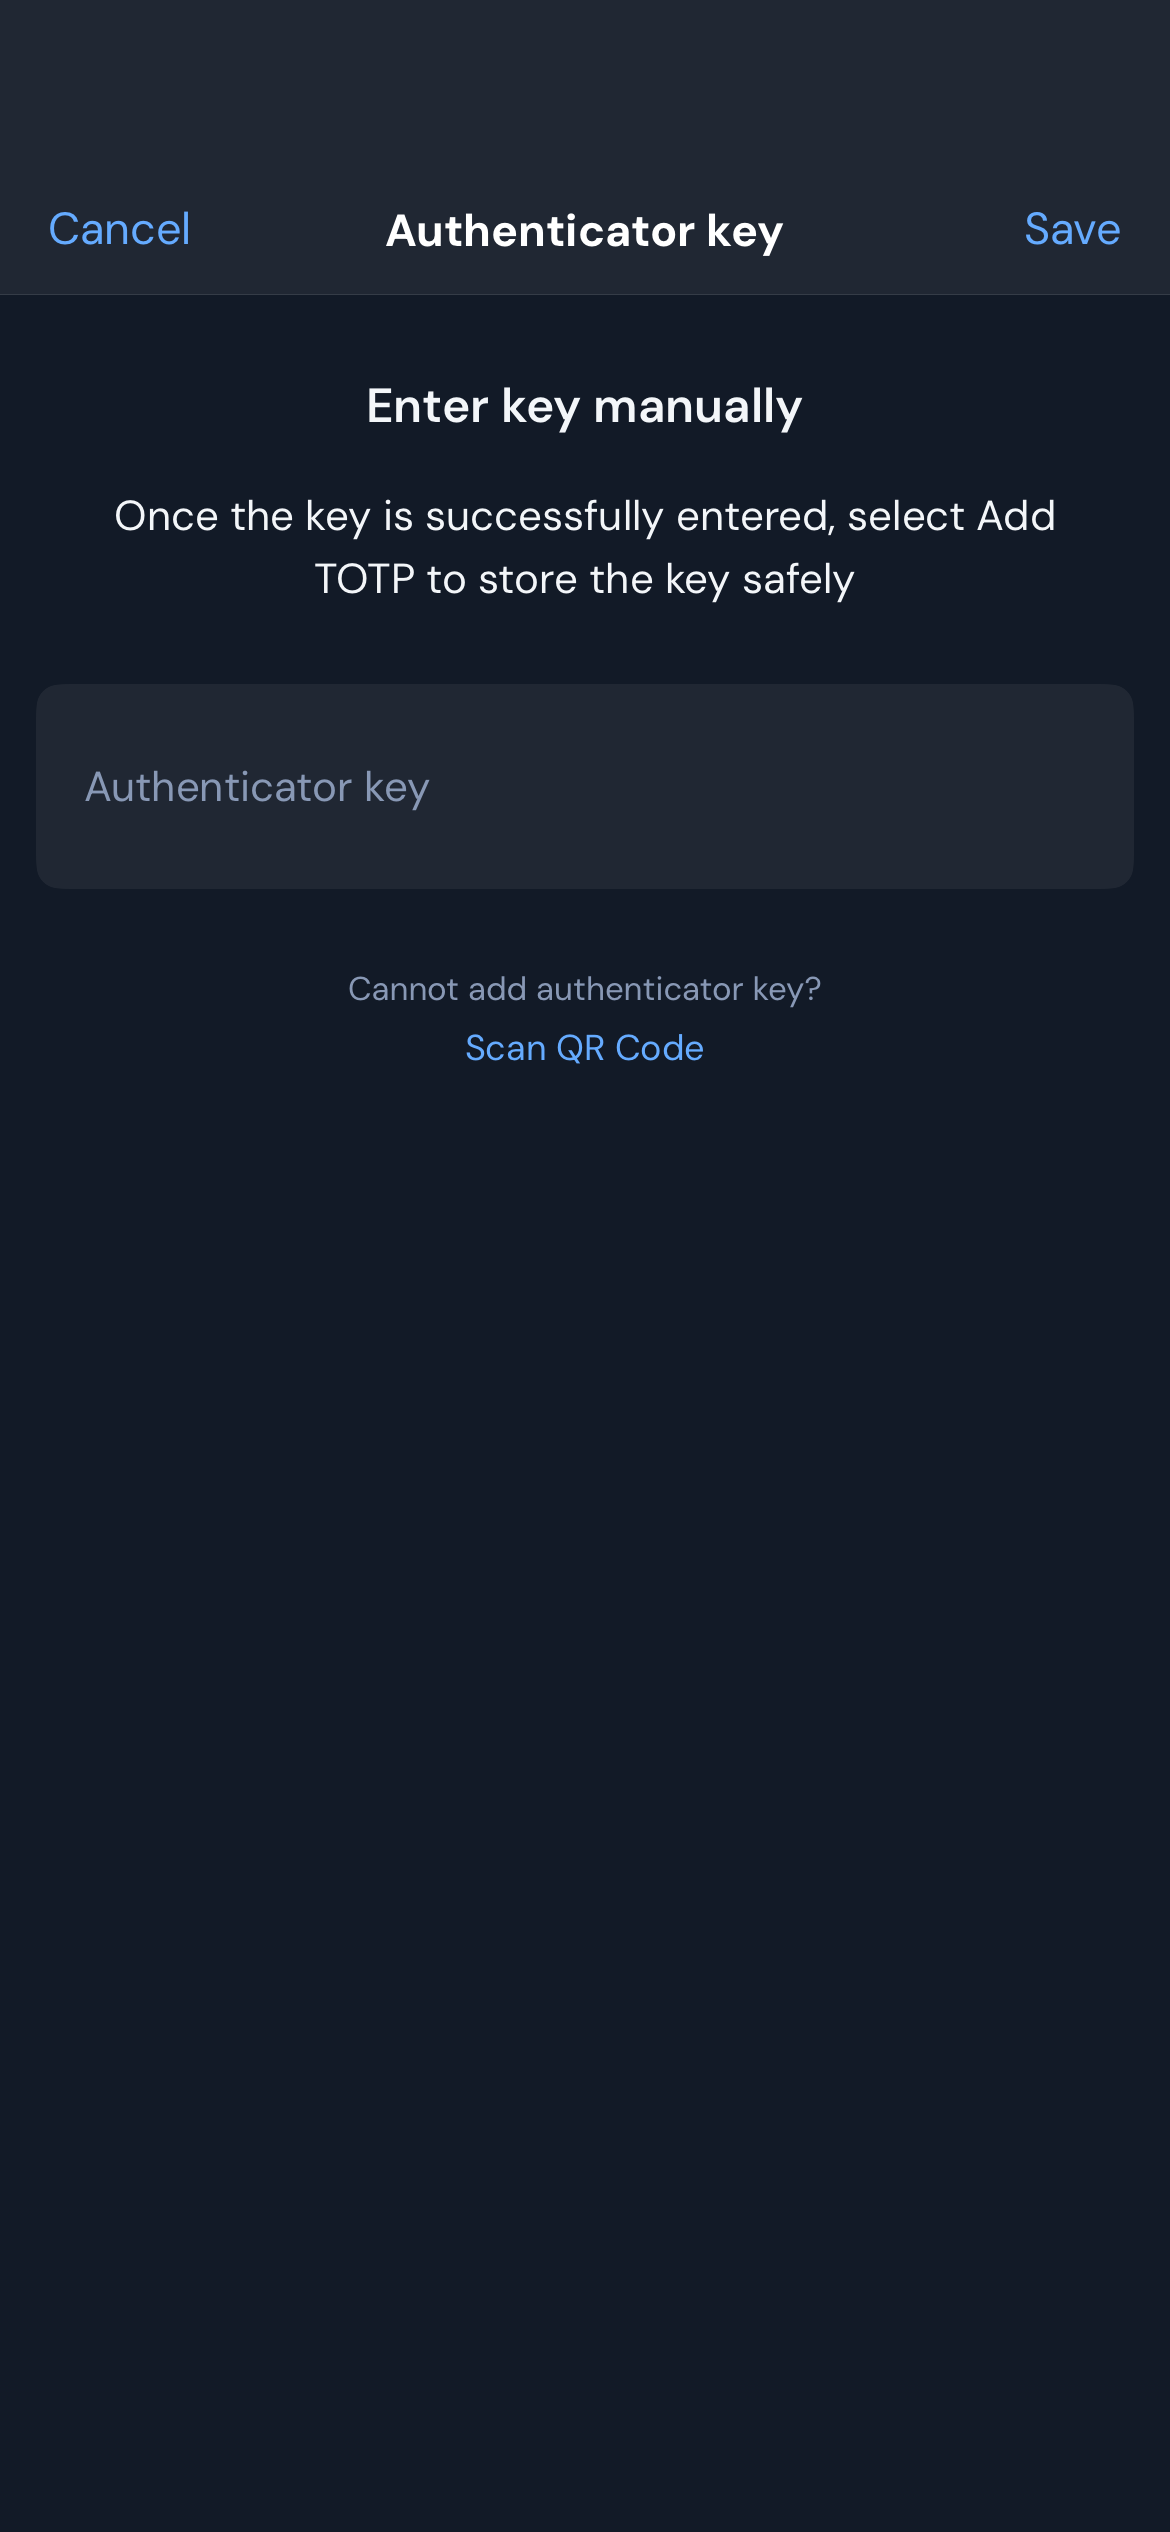 Cancel
Authenticator key
Save
Enter key manually
Once the key is successfully entered, select Add
TOTP to store the key safely
Authenticator key
Cannot add authenticator key?
Scan QR Code